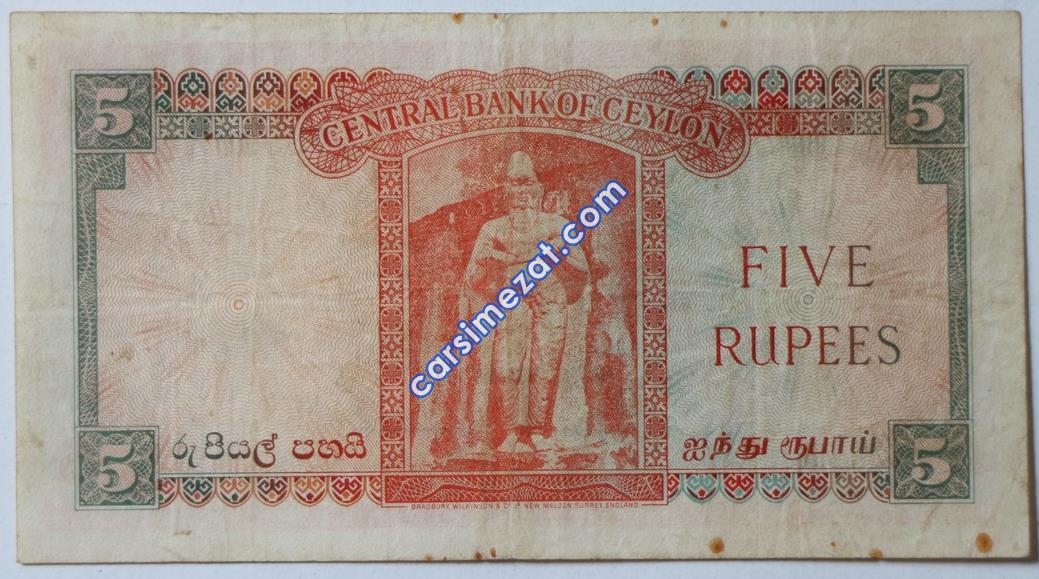 5
5
CENTRAL BANK OF CEYLON
carsimezat.com
FIVE
RUPEES
රුපියල් පහයි
ஐந்து ரூபாய்
5
5
BRADBURY, WILKINSON & Cº Lº NEW MALDEN, SURREY, ENGLAND